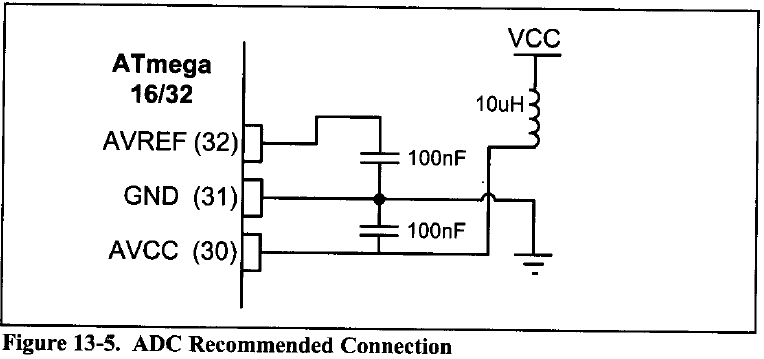 VCC
ATmega
16/32
10uH
AVREF (32)
100nF
GND (31)
100nF
AVCC (30)
Figure 13-5. ADC Recommended Connection